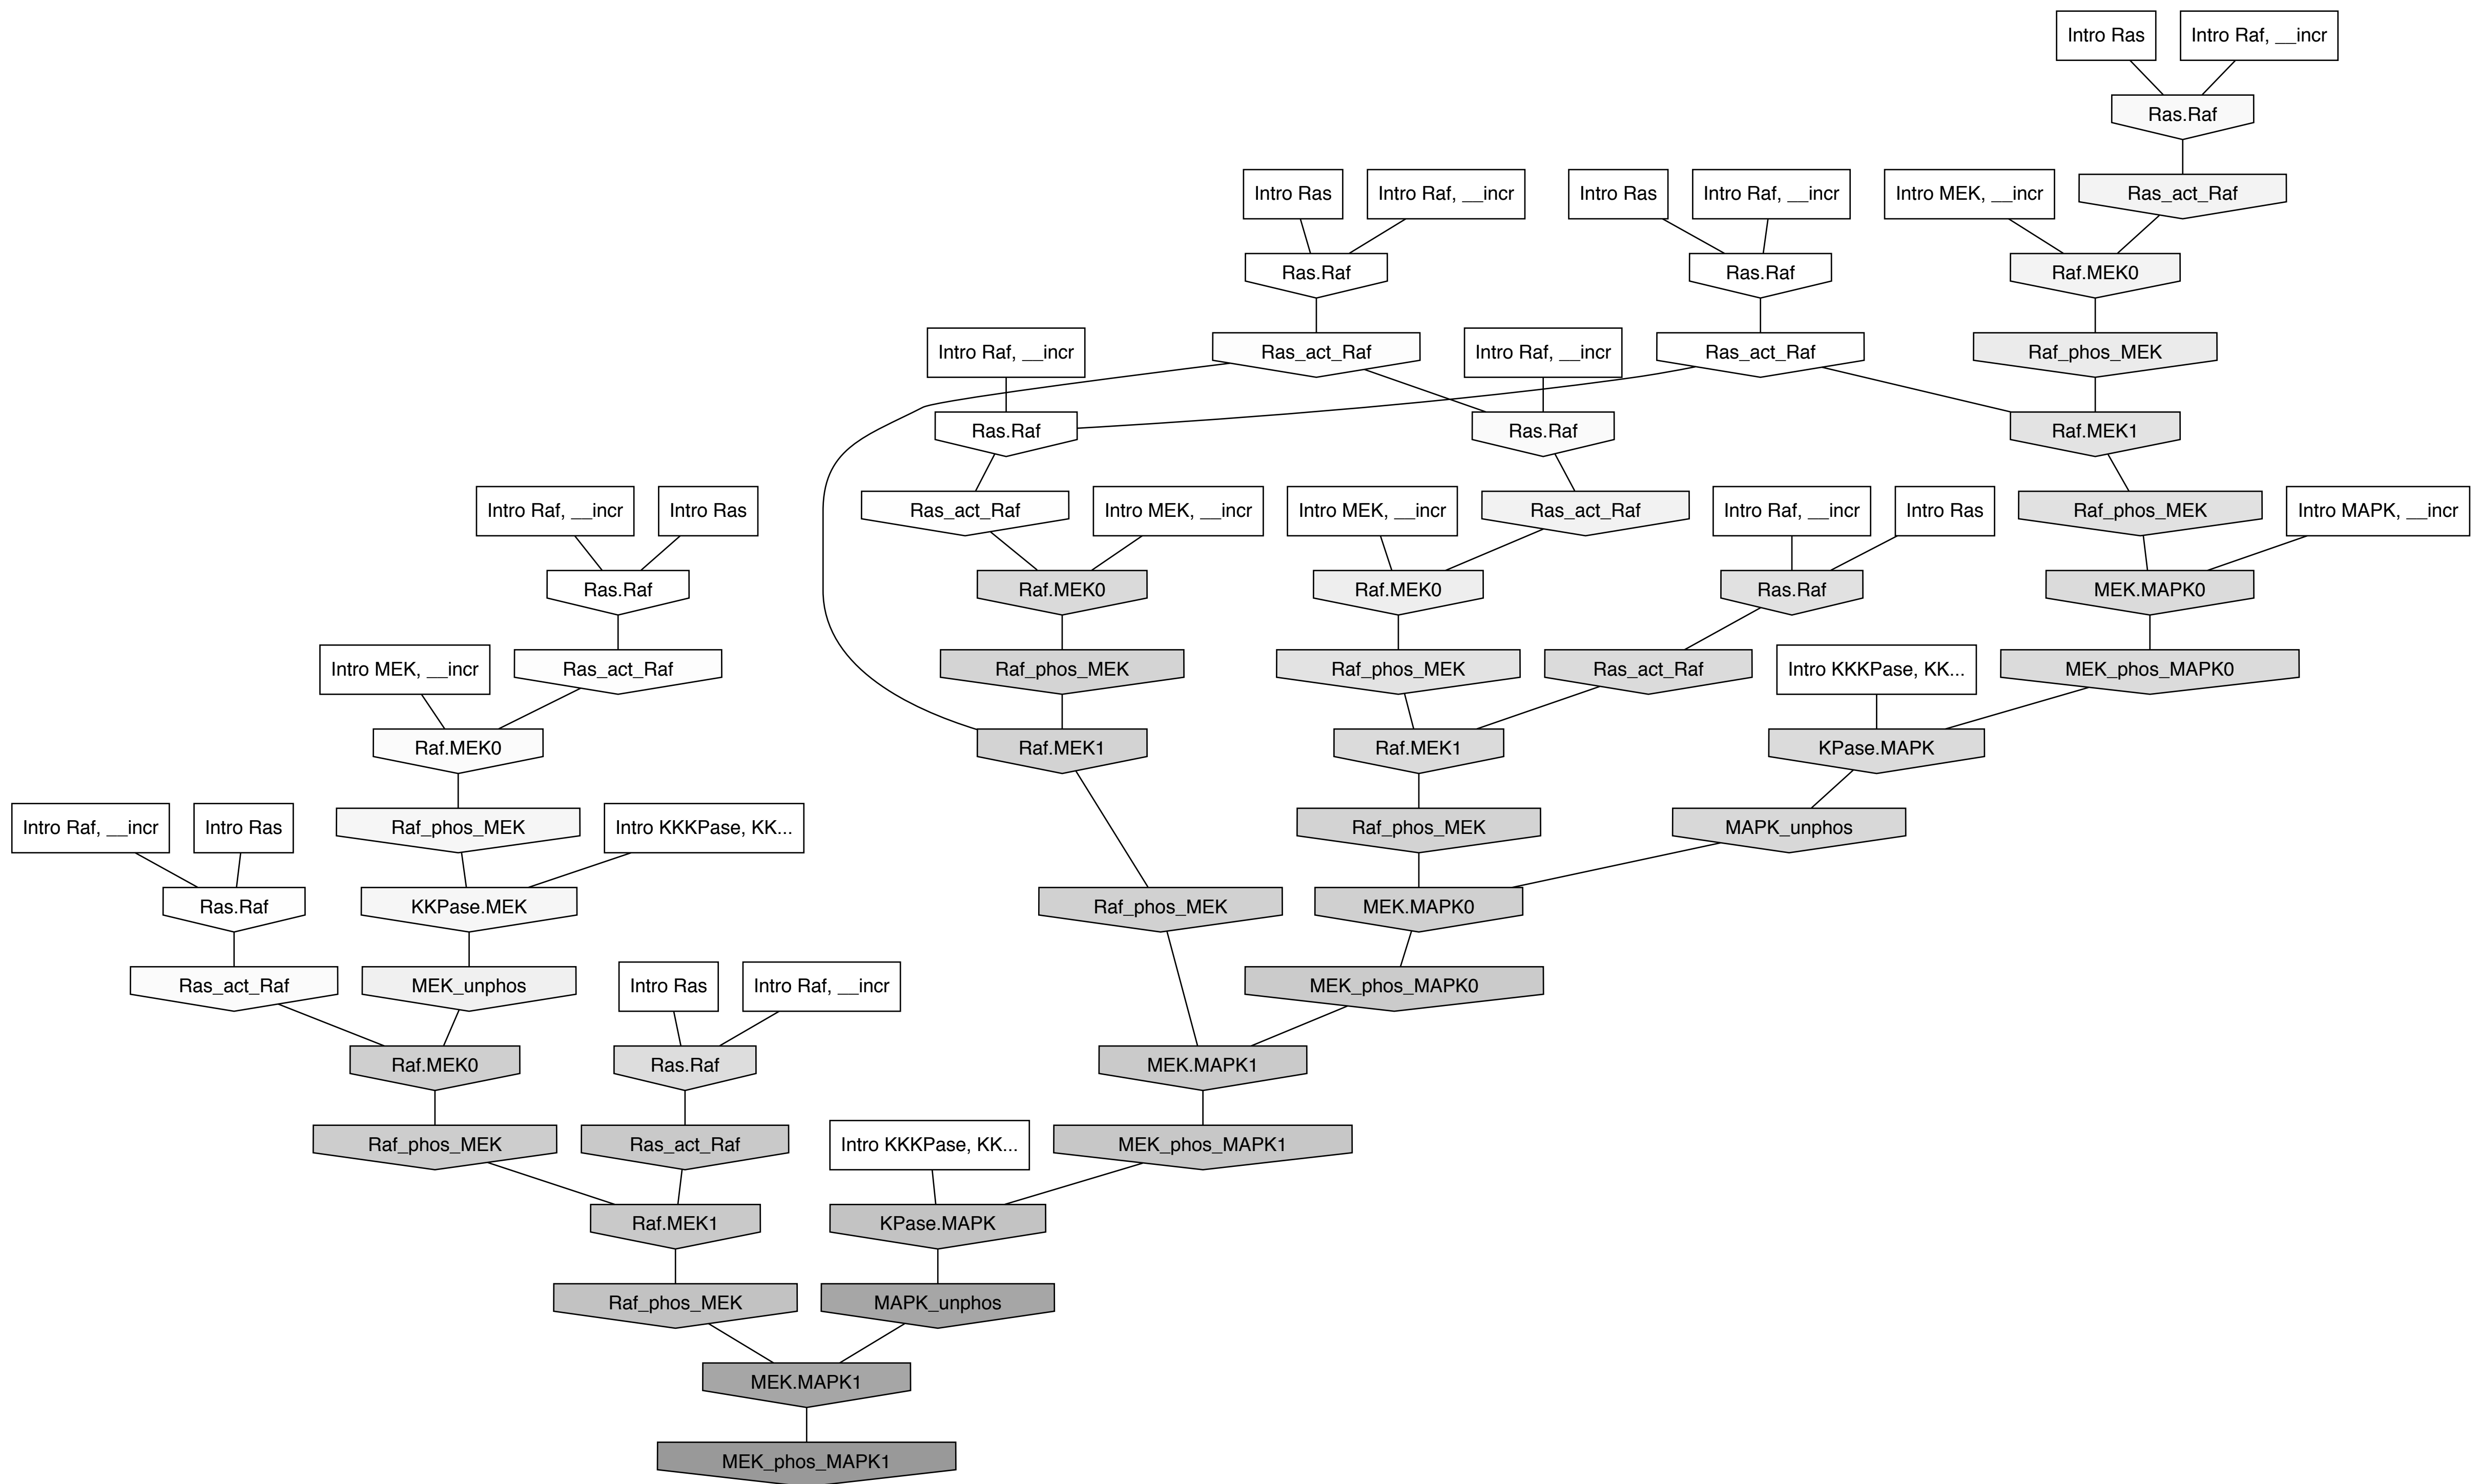 Intro Ras
Intro Raf, __incr
Ras.Raf
Intro Ras
Intro Raf, __incr
Intro Ras
Intro Raf, __incr
Intro MEK, __incr
Ras_act_Raf
Ras.Raf
Ras.Raf
Raf.MEK0
Intro Raf, __incr
Ras_act_Raf
Intro Raf, __incr
Ras_act_Raf
Raf_phos_MEK
Ras.Raf
Ras.Raf
Raf.MEK1
Intro Raf, __incr
Intro Ras
Ras_act_Raf
Intro MEK, __incr
Intro MEK, __incr
Ras_act_Raf
Intro Raf, __incr
Intro Ras
Raf_phos_MEK
Intro MAPK, __incr
Ras.Raf
Raf.MEK0
Raf.MEK0
Ras.Raf
MEK.MAPK0
Intro MEK, __incr
Ras_act_Raf
Raf_phos_MEK
Raf_phos_MEK
Ras_act_Raf
Intro KKKPase, KK...
MEK_phos_MAPK0
Raf.MEK0
Raf.MEK1
Raf.MEK1
KPase.MAPK
Intro Raf, __incr
Intro Ras
Raf_phos_MEK
Intro KKKPase, KK...
Raf_phos_MEK
MAPK_unphos
Ras.Raf
KKPase.MEK
Raf_phos_MEK
MEK.MAPK0
Ras_act_Raf
MEK_unphos
Intro Ras
Intro Raf, __incr
MEK_phos_MAPK0
Raf.MEK0
Ras.Raf
MEK.MAPK1
Raf_phos_MEK
Ras_act_Raf
Intro KKKPase, KK...
MEK_phos_MAPK1
Raf.MEK1
KPase.MAPK
Raf_phos_MEK
MAPK_unphos
MEK.MAPK1
MEK_phos_MAPK1